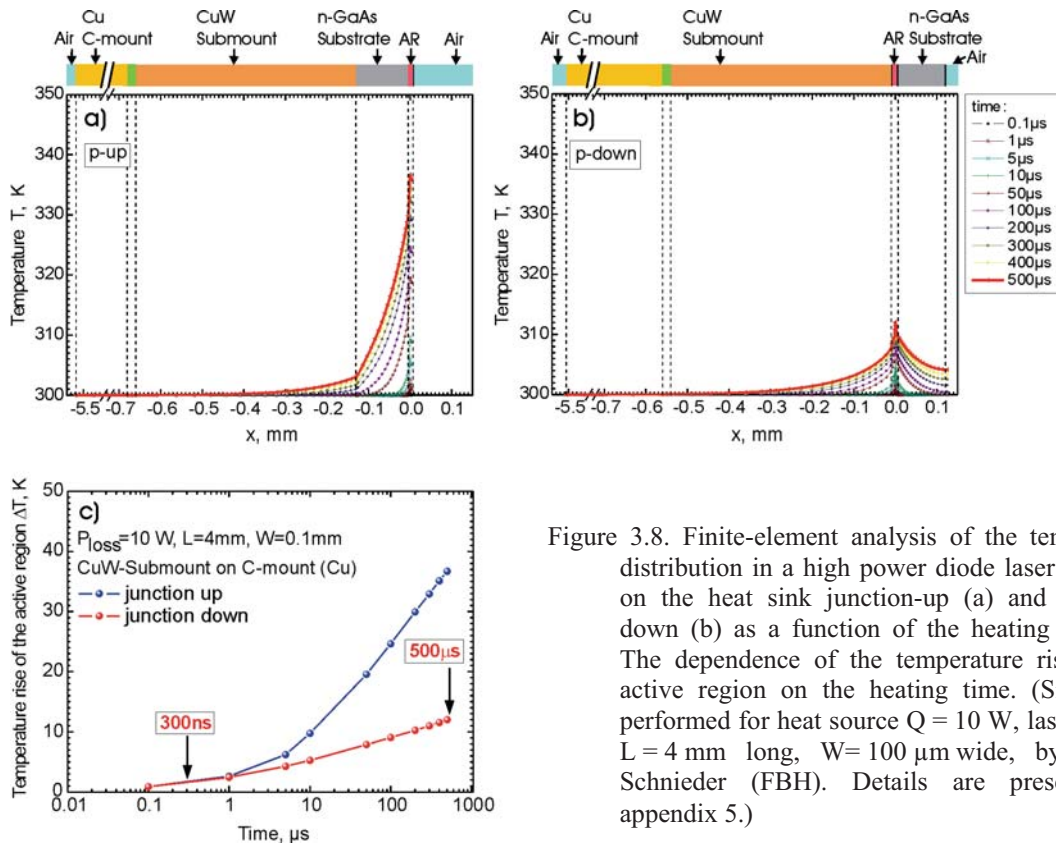 Cu CuW n-GaAs
Air C-mount Submount Substrate AR Air
350
340
330
320
310
300
Temperature T, K
a)
p-up
-5.5 -0.7 -0.6 -0.5 -0.4 -0.3 -0.2 -0.1 0.0 0.1
x, mm
Cu CuW n-GaAs
Air C-mount Submount AR Substrate
Air
350
340
330
320
310
300
Temperature T, K
b)
p-down
-5.5 -0.7 -0.6 -0.5 -0.4 -0.3 -0.2 -0.1 0.0 0.1
x, mm
time :
0.1µs
1µs
5µs
10µs
50µs
100µs
200µs
300µs
400µs
500µs
50
40
30
20
10
0
Temperature rise of the active region ΔT, K
c)
Ploss=10 W, L=4mm, W=0.1mm
CuW-Submount on C-mount (Cu)
junction up
junction down
300ns
500µs
0.01 0.1 1 10 100 1000
Time, µs
Figure 3.8. Finite-element analysis of the
distribution in a high power diode laser
on the heat sink junction-up (a) and
down (b) as a function of the heating
The dependence of the temperature
active region on the heating time.
performed for heat source Q = 10 W,
L = 4 mm long, W= 100 µm wide, by
Schnieder (FBH). Details are
appendix 5.)